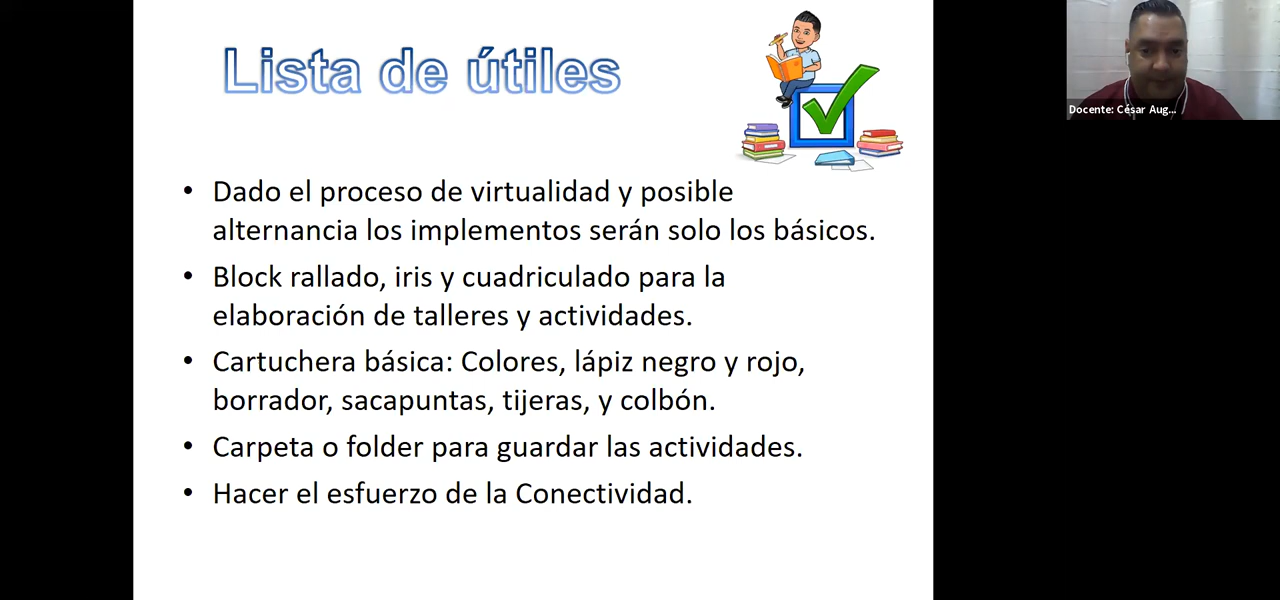 Lista de útiles
Docente: César Aug...
• Dado el proceso de virtualidad y posible
alternancia los implementos serán solo los básicos.
• Block rallado, iris y cuadriculado para la
elaboración de talleres y actividades.
• Cartuchera básica: Colores, lápiz negro y rojo,
borrador, sacapuntas, tijeras, y colbón.
• Carpeta o folder para guardar las actividades.
• Hacer el esfuerzo de la Conectividad.